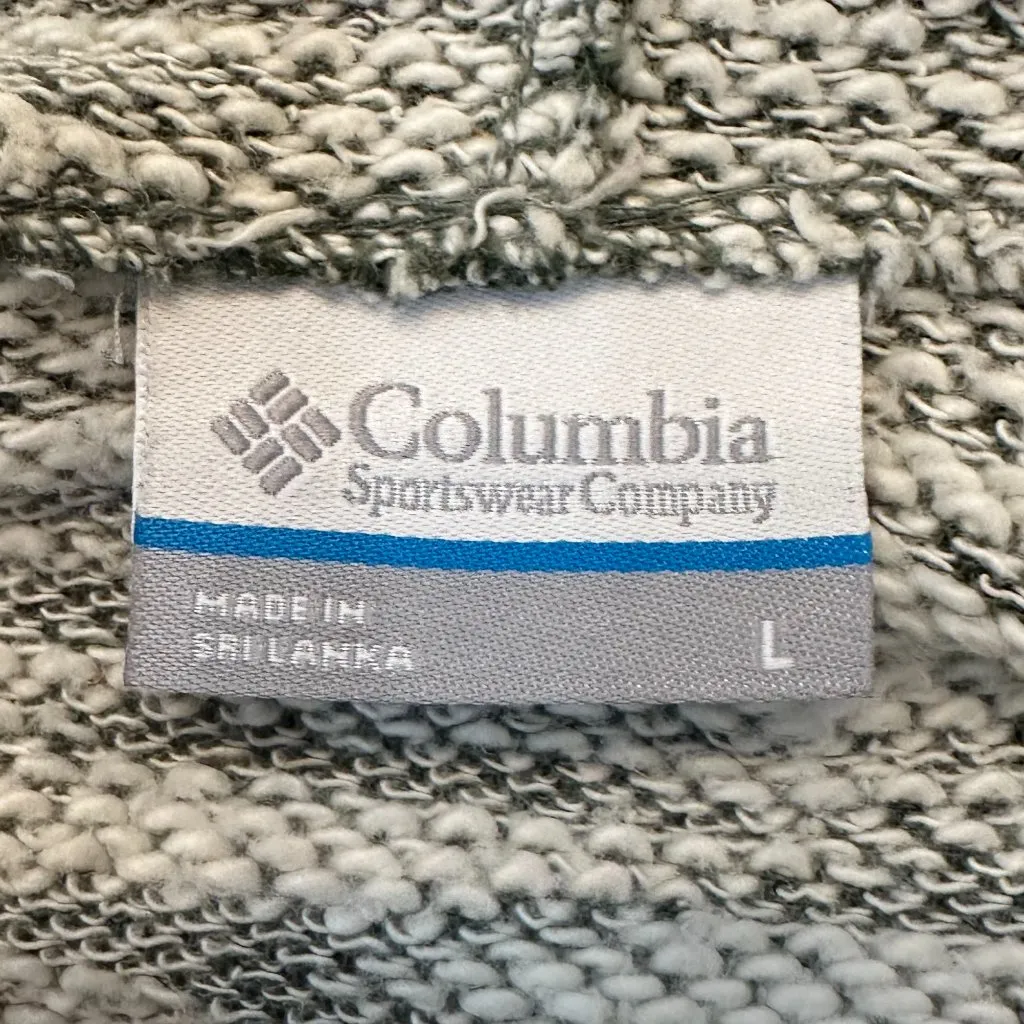 Columbia
Sportswear Company
MADE IN
SRI LANKA
L